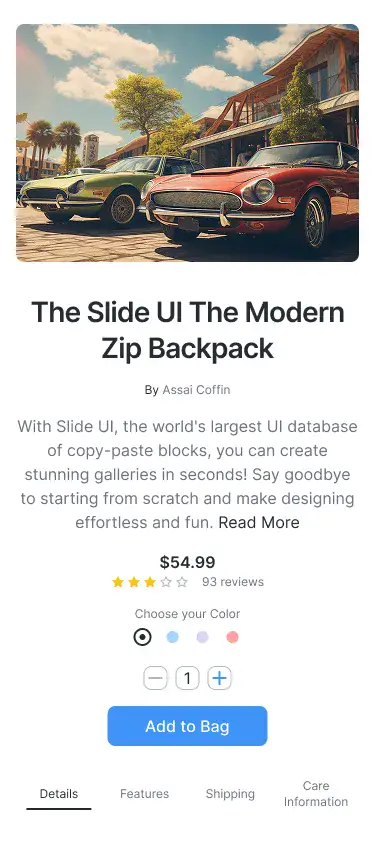 The Slide UI The Modern
Zip Backpack
By Assai Coffin
With Slide UI, the world's largest UI database
of copy-paste blocks, you can create
stunning galleries in seconds! Say goodbye
to starting from scratch and make designing
effortless and fun. Read More
$54.99
93 reviews
Choose your Color
1
Add to Bag
Details Features Shipping Care
Information